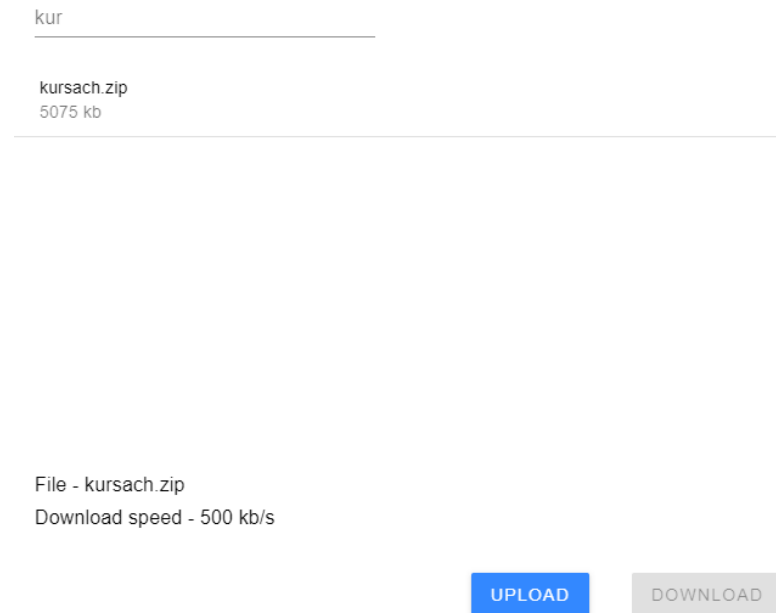 kur
kursach.zip
5075 kb
File - kursach.zip
Download speed - 500 kb/s
UPLOAD DOWNLOAD